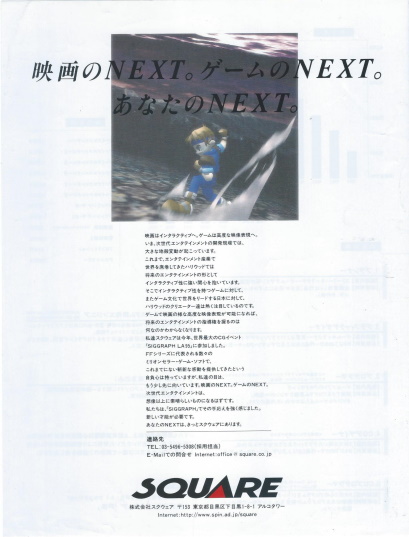 映画のNEXT。ゲームのNEXT。
あなたのNEXT。
映画はインタラクティブへ。ゲームは高度な映像表現へ。
いま、次世代エンタテインメントの開発現場では、
大きな地殻変動が起こっています。
これまで、エンタテインメント産業で
世界を席巻してきたハリウッドでは
将来のエンタテインメントの形として
インタラクティブ性に強い関心を抱いています。
そこでインタラクティブ性を持つゲームに対して、
またゲーム文化で世界をリードする日本に対して、
ハリウッドのクリエーター達は熱く注目しているのです。
ゲームで映画の様な高度な映像表現が可能になれば、
将来のエンタテインメントの指導権を握るのは
何なのかわからなくなります。
私達スクウェアは今年、世界最大のCGイベント
「SIGGRAPH LA95」に参加しました。
FFシリーズに代表される数々の
ミリオンセラー・ゲームソフトで、
これまでにない斬新な感動を提供してきたという
自負心は持っていますが、私達の目は、
もう少し先に向いています。映画のNEXT。ゲームのNEXT。
次世代エンタテインメントは、
想像以上に素晴らしいものになるはずです。
私たちは、「SIGGRAPH」でその手応えを強く感じました。
新しい才能が必要です。
あなたのNEXTは、きっとスクウェアにあります。
連絡先
TEL:03-5496-5308(採用担当)
E-Mailでの問合せ Internet:office@square.co.jp
SQUARE
株式会社スクウェア 〒153 東京都目黒区下目黒1-8-1 アルコタワー
Internet:http://www.spin.ad.jp/square